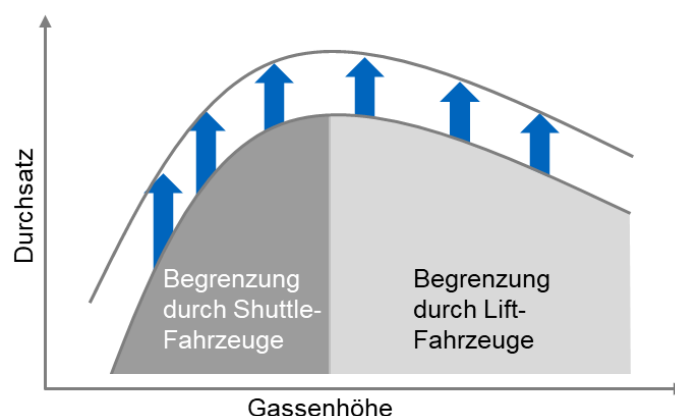 Durchsatz
Begrenzung
durch Shuttle-
Fahrzeuge
Begrenzung
durch Lift-
Fahrzeuge
Gassenhöhe